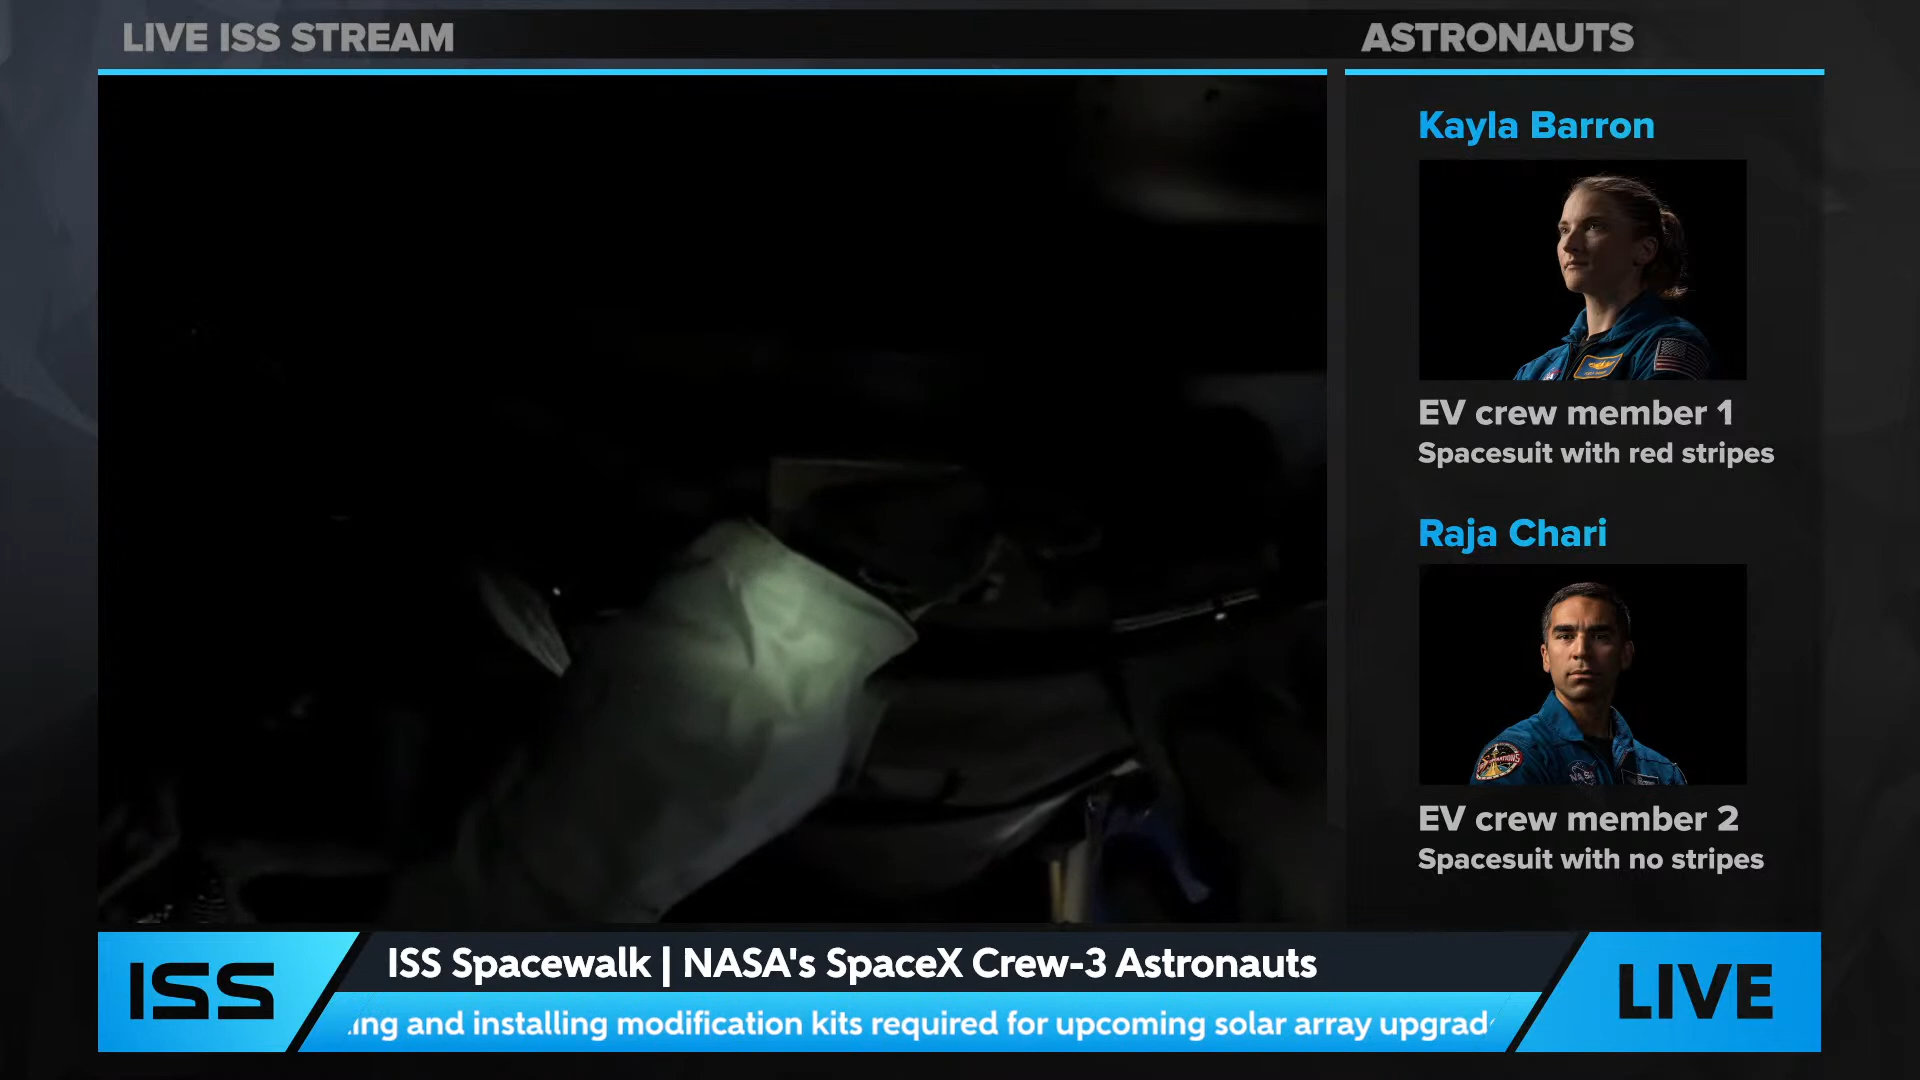 LIVE ISS STREAM
ASTRONAUTS
Kayla Barron
EV crew member 1
Spacesuit with red stripes
Raja Chari
EV crew member 2
Spacesuit with no stripes
ISS
ISS Spacewalk | NASA's SpaceX Crew-3 Astronauts
ing and installing modification kits required for upcoming solar array upgrad
LIVE